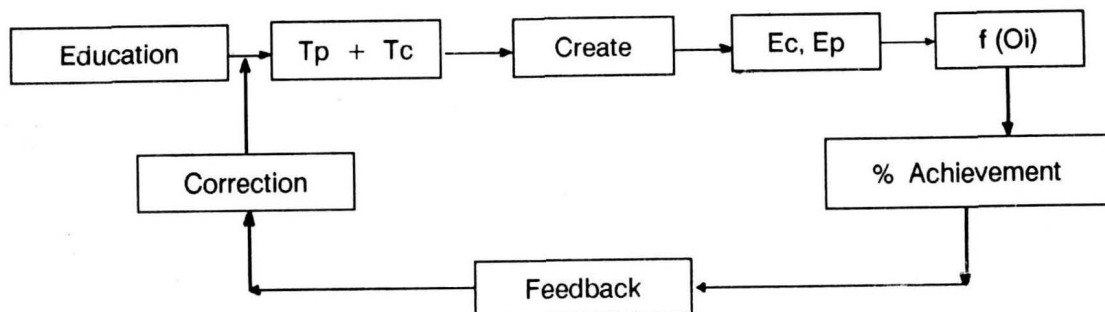 Education
Tp + Tc
Create
Ec, Ep
f (Oi)
% Achievement
Correction
Feedback